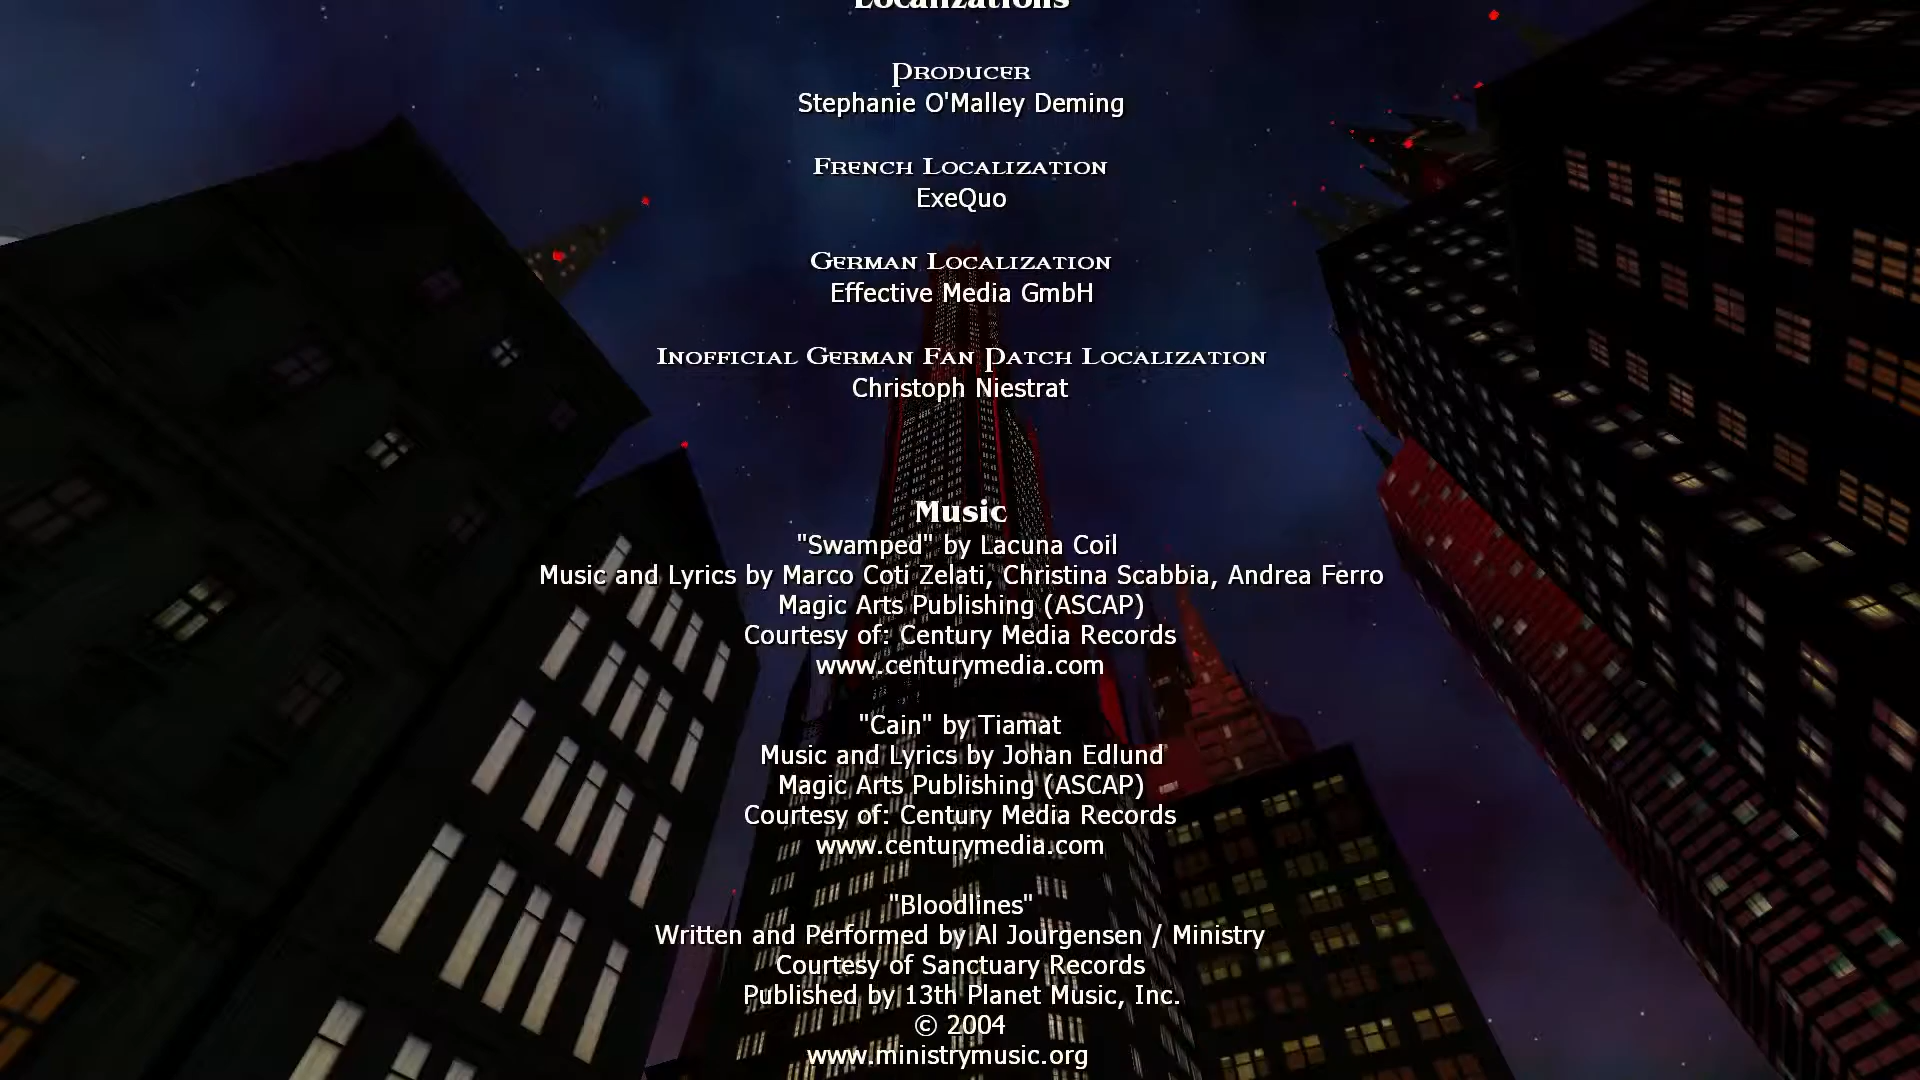 Localizations
Producer
Stephanie O'Malley Deming
French Localization
ExeQuo
German Localization
Effective Media GmbH
Inofficial German Fan Patch Localization
Christoph Niestrat
Music
"Swamped" by Lacuna Coil
Music and Lyrics by Marco Coti Zelati, Christina Scabbia, Andrea Ferro
Magic Arts Publishing (ASCAP)
Courtesy of: Century Media Records
www.centurymedia.com
"Cain" by Tiamat
Music and Lyrics by Johan Edlund
Magic Arts Publishing (ASCAP)
Courtesy of: Century Media Records
www.centurymedia.com
"Bloodlines"
Written and Performed by Al Jourgensen / Ministry
Courtesy of Sanctuary Records
Published by 13th Planet Music, Inc.
© 2004
www.ministrymusic.org